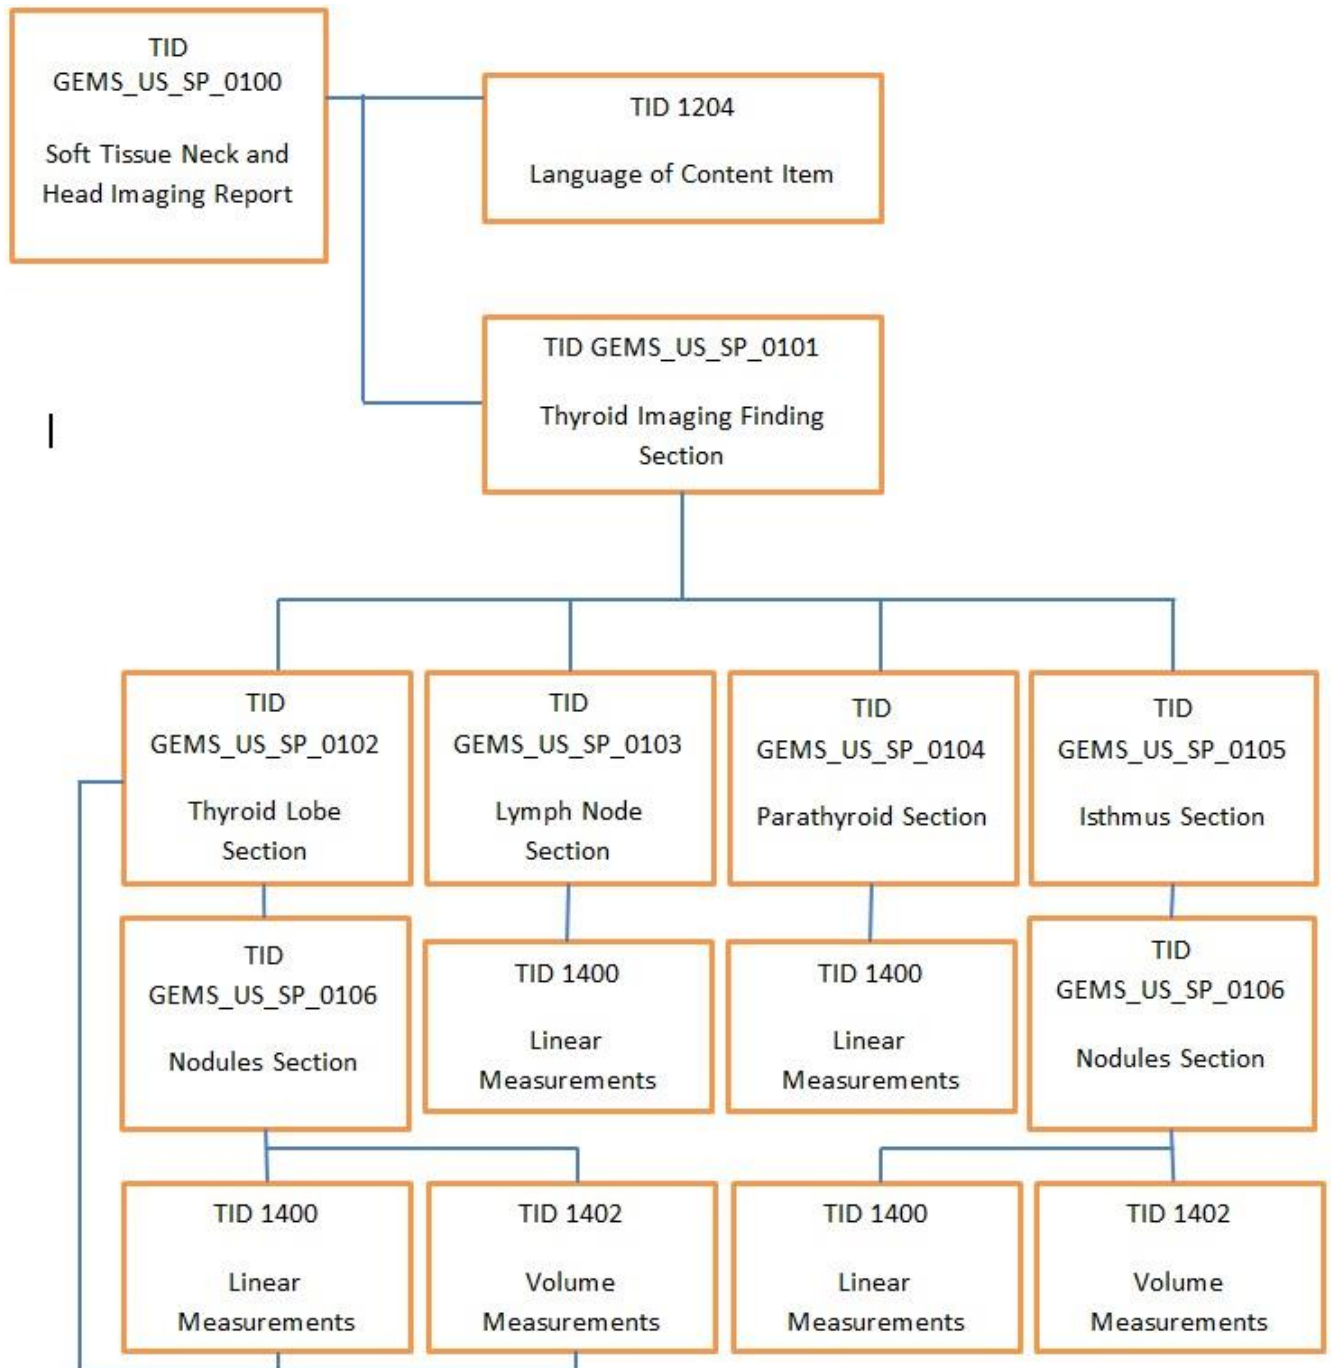 TID
GEMS_US_SP_0100
Soft Tissue Neck and
Head Imaging Report
TID 1204
Language of Content Item
TID GEMS_US_SP_0101
Thyroid Imaging Finding
Section
TID
GEMS_US_SP_0102
Thyroid Lobe
Section
TID
GEMS_US_SP_0103
Lymph Node
Section
TID
GEMS_US_SP_0104
Parathyroid Section
TID
GEMS_US_SP_0105
Isthmus Section
TID
GEMS_US_SP_0106
Nodules Section
TID 1400
Linear
Measurements
TID 1400
Linear
Measurements
TID
GEMS_US_SP_0106
Nodules Section
TID 1400
Linear
Measurements
TID 1402
Volume
Measurements
TID 1400
Linear
Measurements
TID 1402
Volume
Measurements